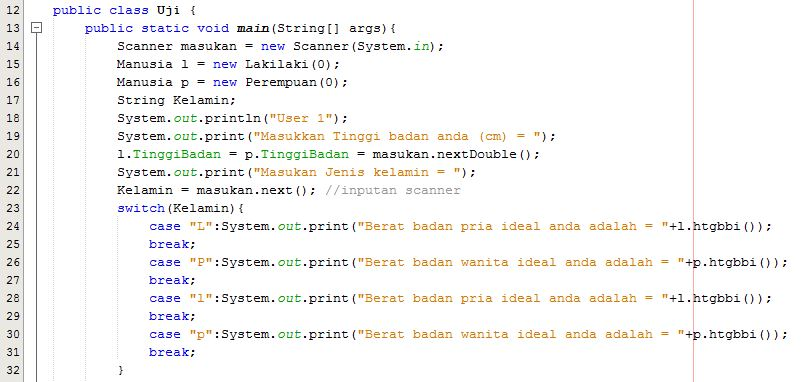 12 public class Uji {
13 public static void main(String[] args){
14 Scanner masukan = new Scanner(System.in);
15 Manusia l = new Lakilaki(0);
16 Manusia p = new Perempuan(0);
17 String Kelamin;
18 System.out.println("User 1");
19 System.out.print("Masukkan Tinggi badan anda (cm) = ");
20 l.TinggiBadan = p.TinggiBadan = masukan.nextDouble();
21 System.out.print("Masukan Jenis kelamin = ");
22 Kelamin = masukan.next(); //inputan scanner
23 switch(Kelamin){
24 case "L":System.out.print("Berat badan pria ideal anda adalah = "+l.htgbbi());
25 break;
26 case "P":System.out.print("Berat badan wanita ideal anda adalah = "+p.htgbbi());
27 break;
28 case "l":System.out.print("Berat badan pria ideal anda adalah = "+l.htgbbi());
29 break;
30 case "p":System.out.print("Berat badan wanita ideal anda adalah = "+p.htgbbi());
31 break;
32 }